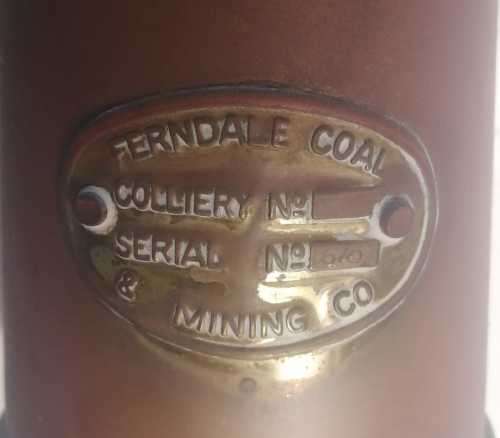 FERNDALE COAL
COLLIERY No
SERIAL No
& MINING CO